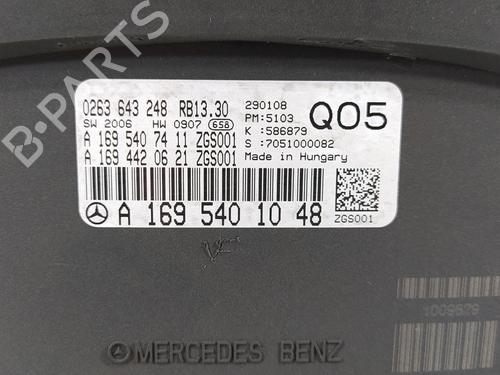 B-PARTS
0263 643 248 RB13.30 290108 Q05
SW 2006 HW 0907 658 PM:5103
K :586879
A 169 540 74 11 ZGS001 S :7051000082
A 169 442 06 21 ZGS001 Made in Hungary
A 169 540 10 48 ZGS001
1009679
MERCEDES BENZ